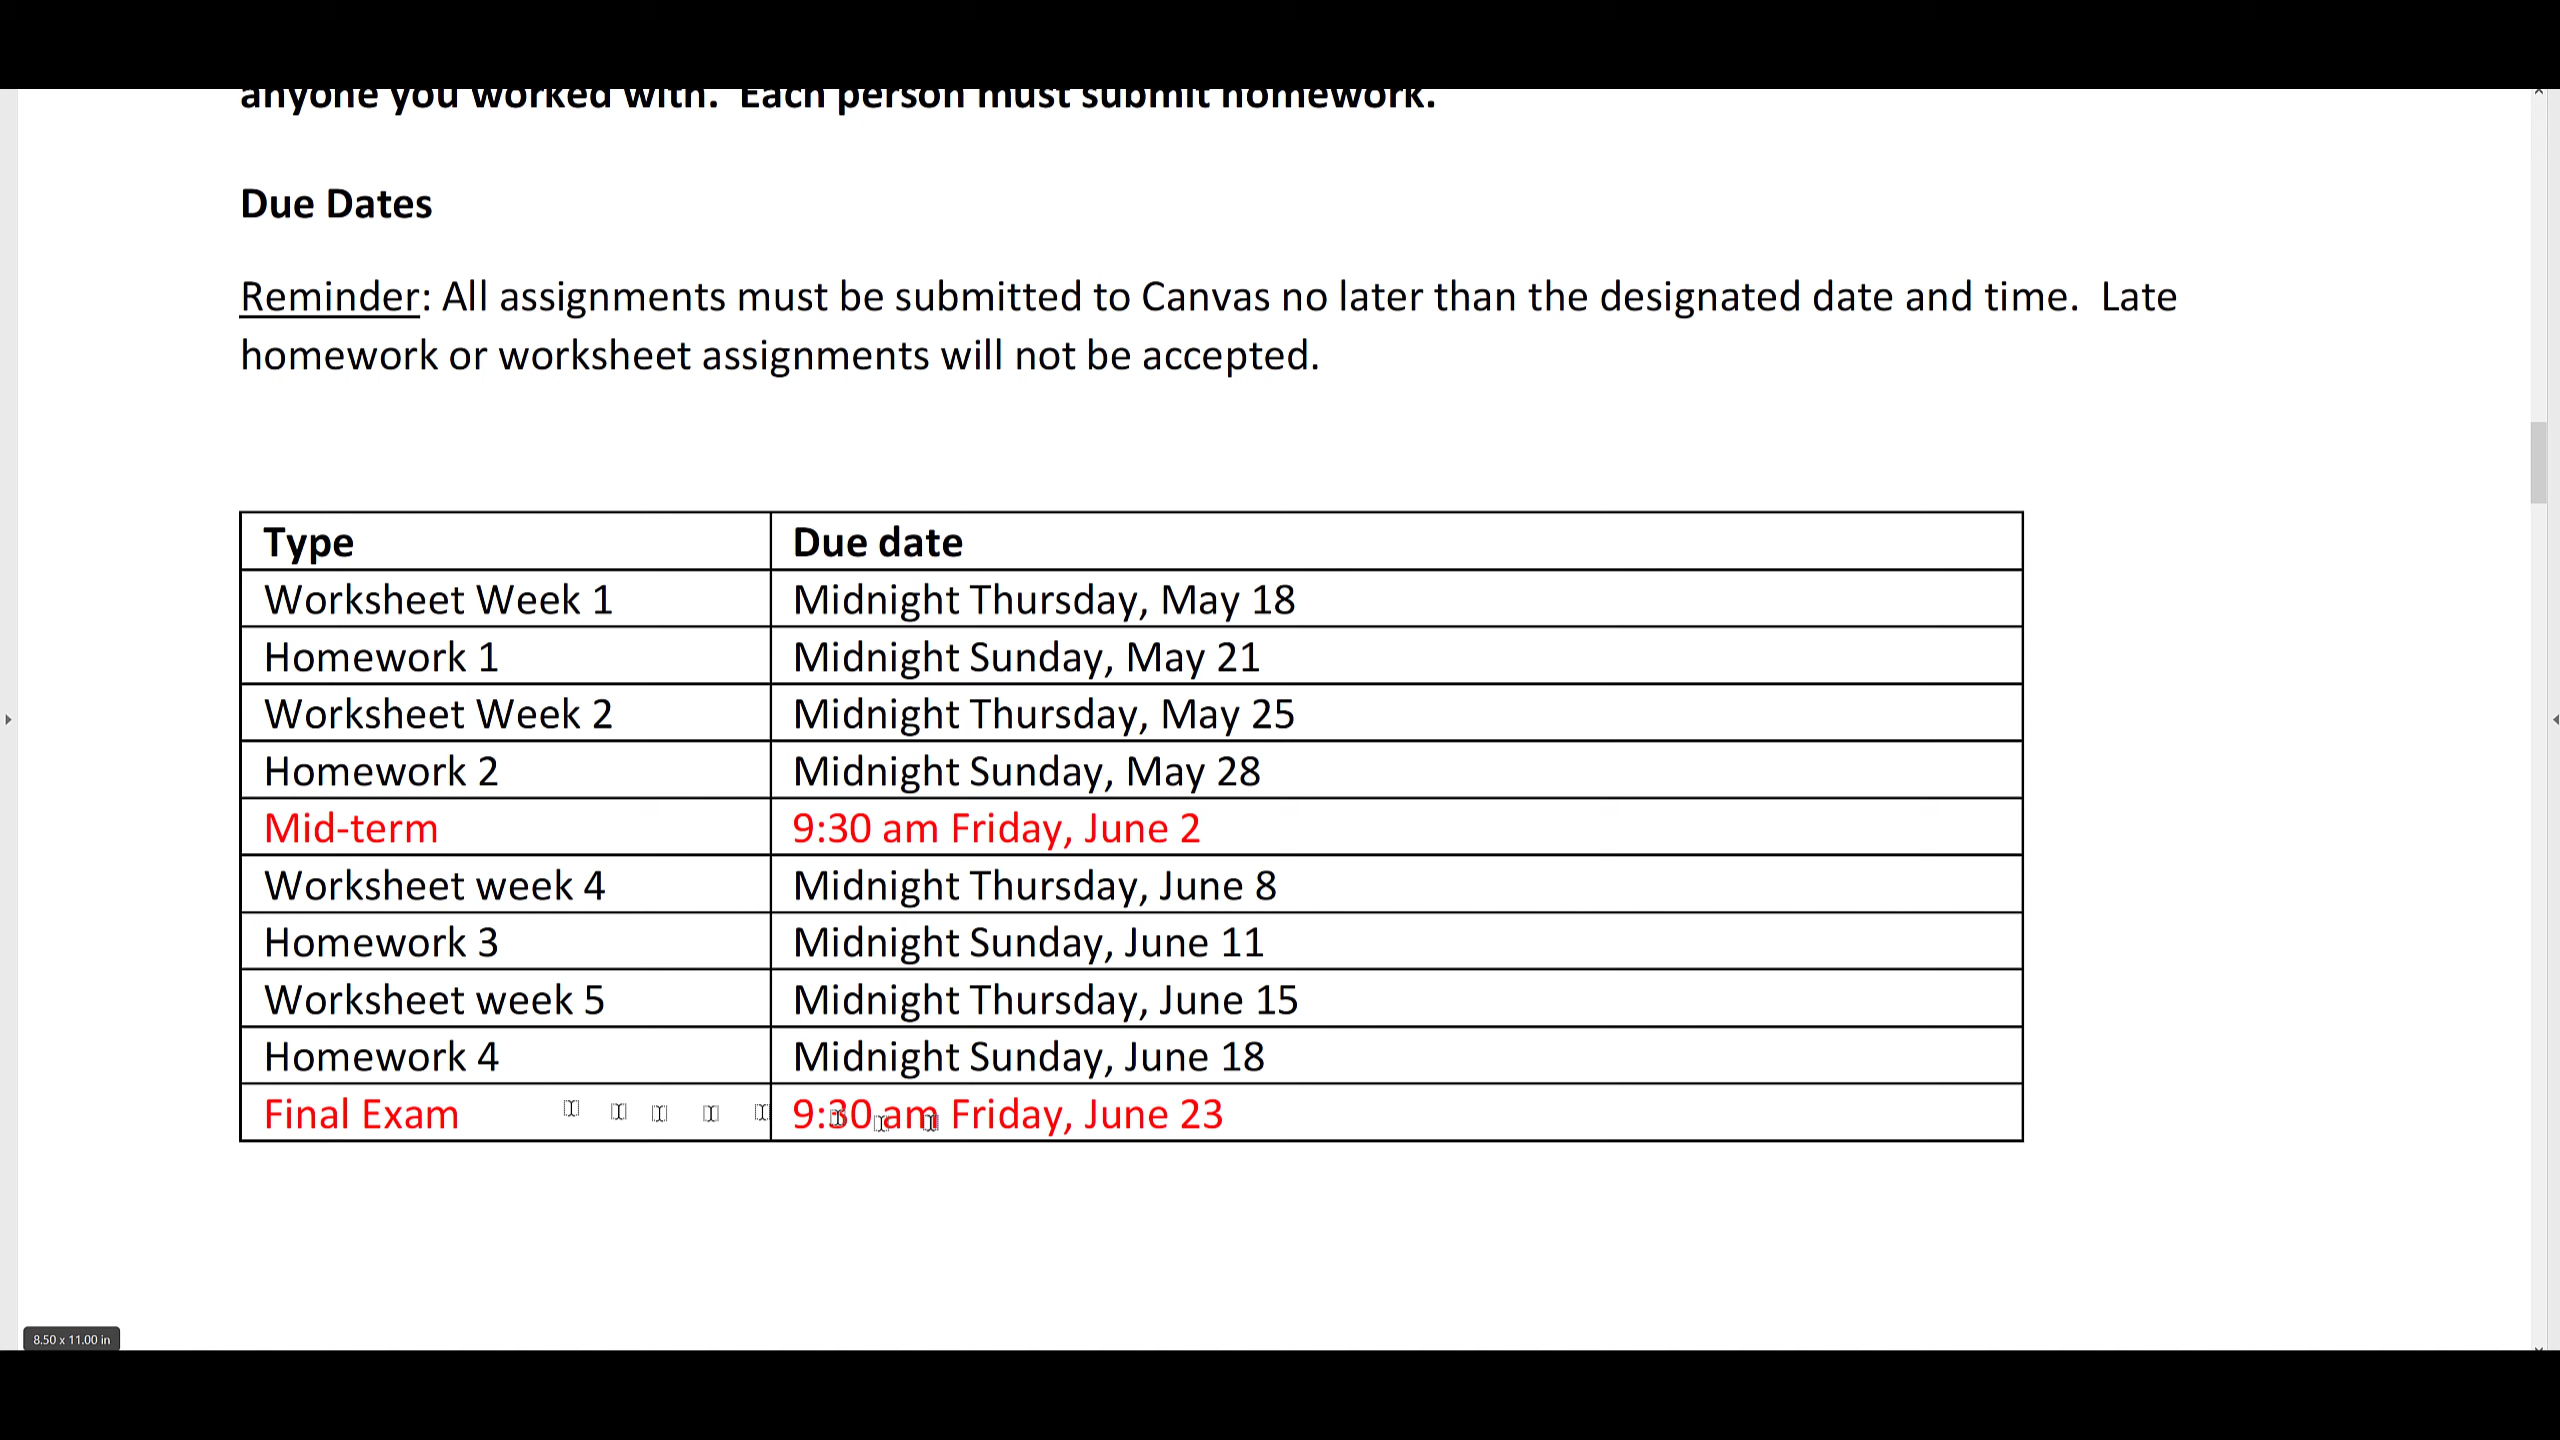 anyone you worked with.  Each person must submit homework.
Due Dates
Reminder: All assignments must be submitted to Canvas no later than the designated date and time.  Late
homework or worksheet assignments will not be accepted.
Type Due date
Worksheet Week 1 Midnight Thursday, May 18
Homework 1 Midnight Sunday, May 21
Worksheet Week 2 Midnight Thursday, May 25
Homework 2 Midnight Sunday, May 28
Mid-term 9:30 am Friday, June 2
Worksheet week 4 Midnight Thursday, June 8
Homework 3 Midnight Sunday, June 11
Worksheet week 5 Midnight Thursday, June 15
Homework 4 Midnight Sunday, June 18
Final Exam 9:30 am Friday, June 23
8.50 x 11.00 in